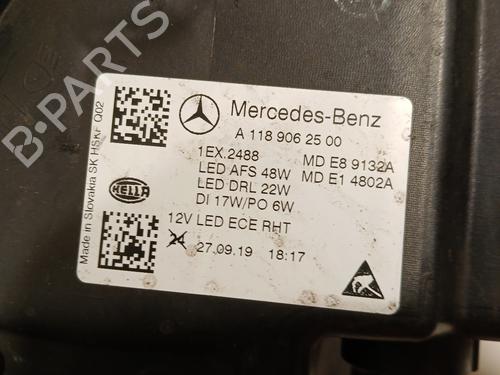 Mercedes-Benz
A 118 906 25 00
1EX.2488 MD E8 9132A
LED AFS 48W MD E1 4802A
LED DRL 22W
DI 17W/PO 6W
12V LED ECE RHT
27.09.19 18:17
HELLA
Made in Slovakia SK HSKF Q02